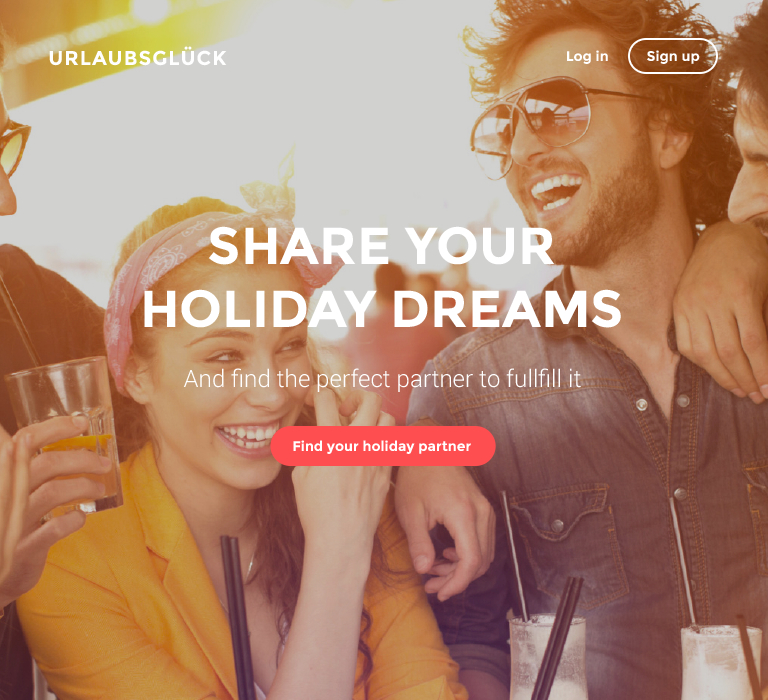 URLAUBSGLÜCK
Log in
Sign up
SHARE YOUR
HOLIDAY DREAMS
And find the perfect partner to fullfill it
Find your holiday partner